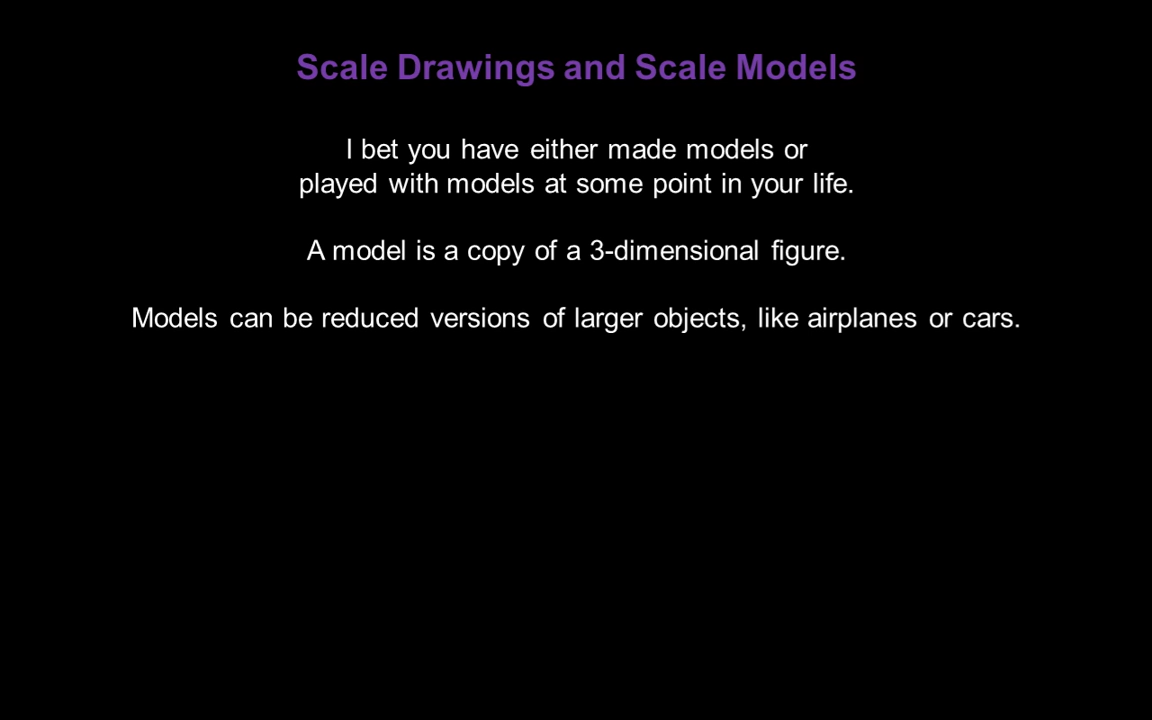 Scale Drawings and Scale Models
I bet you have either made models or
played with models at some point in your life.
A model is a copy of a 3-dimensional figure.
Models can be reduced versions of larger objects, like airplanes or cars.